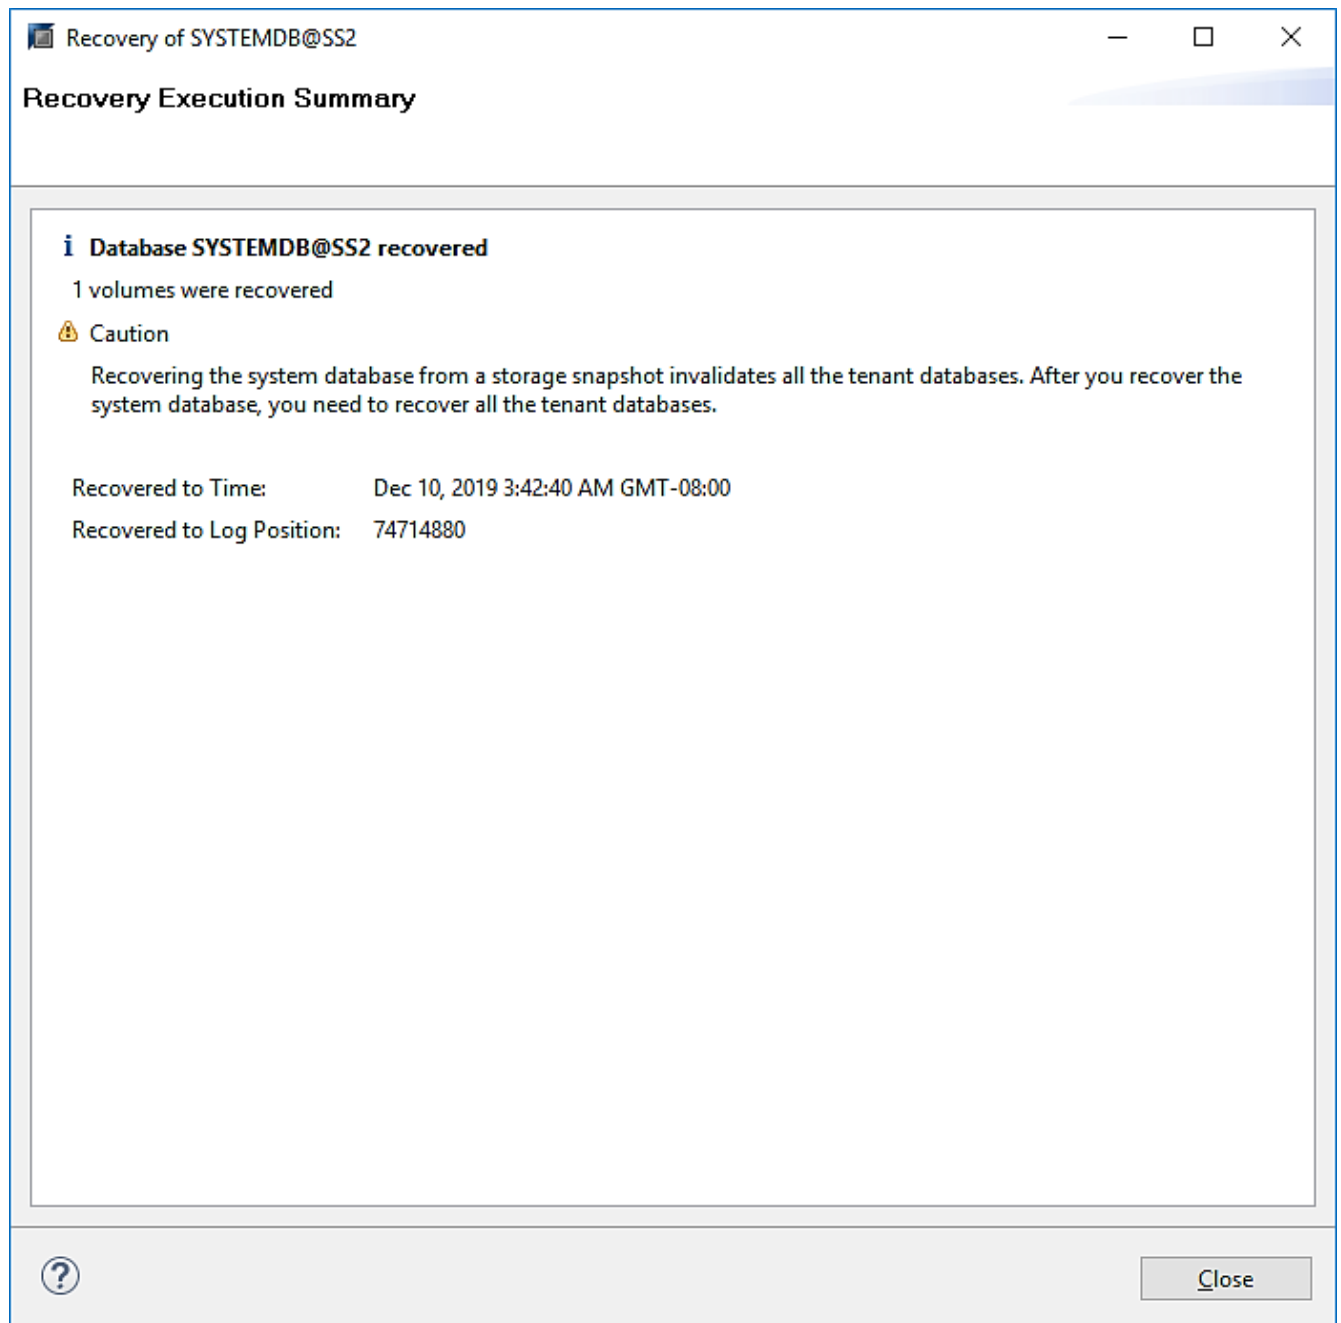 Recovery of SYSTEMDB@SS2
Recovery Execution Summary
i Database SYSTEMDB@SS2 recovered
1 volumes were recovered
Caution
Recovering the system database from a storage snapshot invalidates all the tenant databases. After you recover the
system database, you need to recover all the tenant databases.
Recovered to Time: Dec 10, 2019 3:42:40 AM GMT-08:00
Recovered to Log Position: 74714880
?
Close